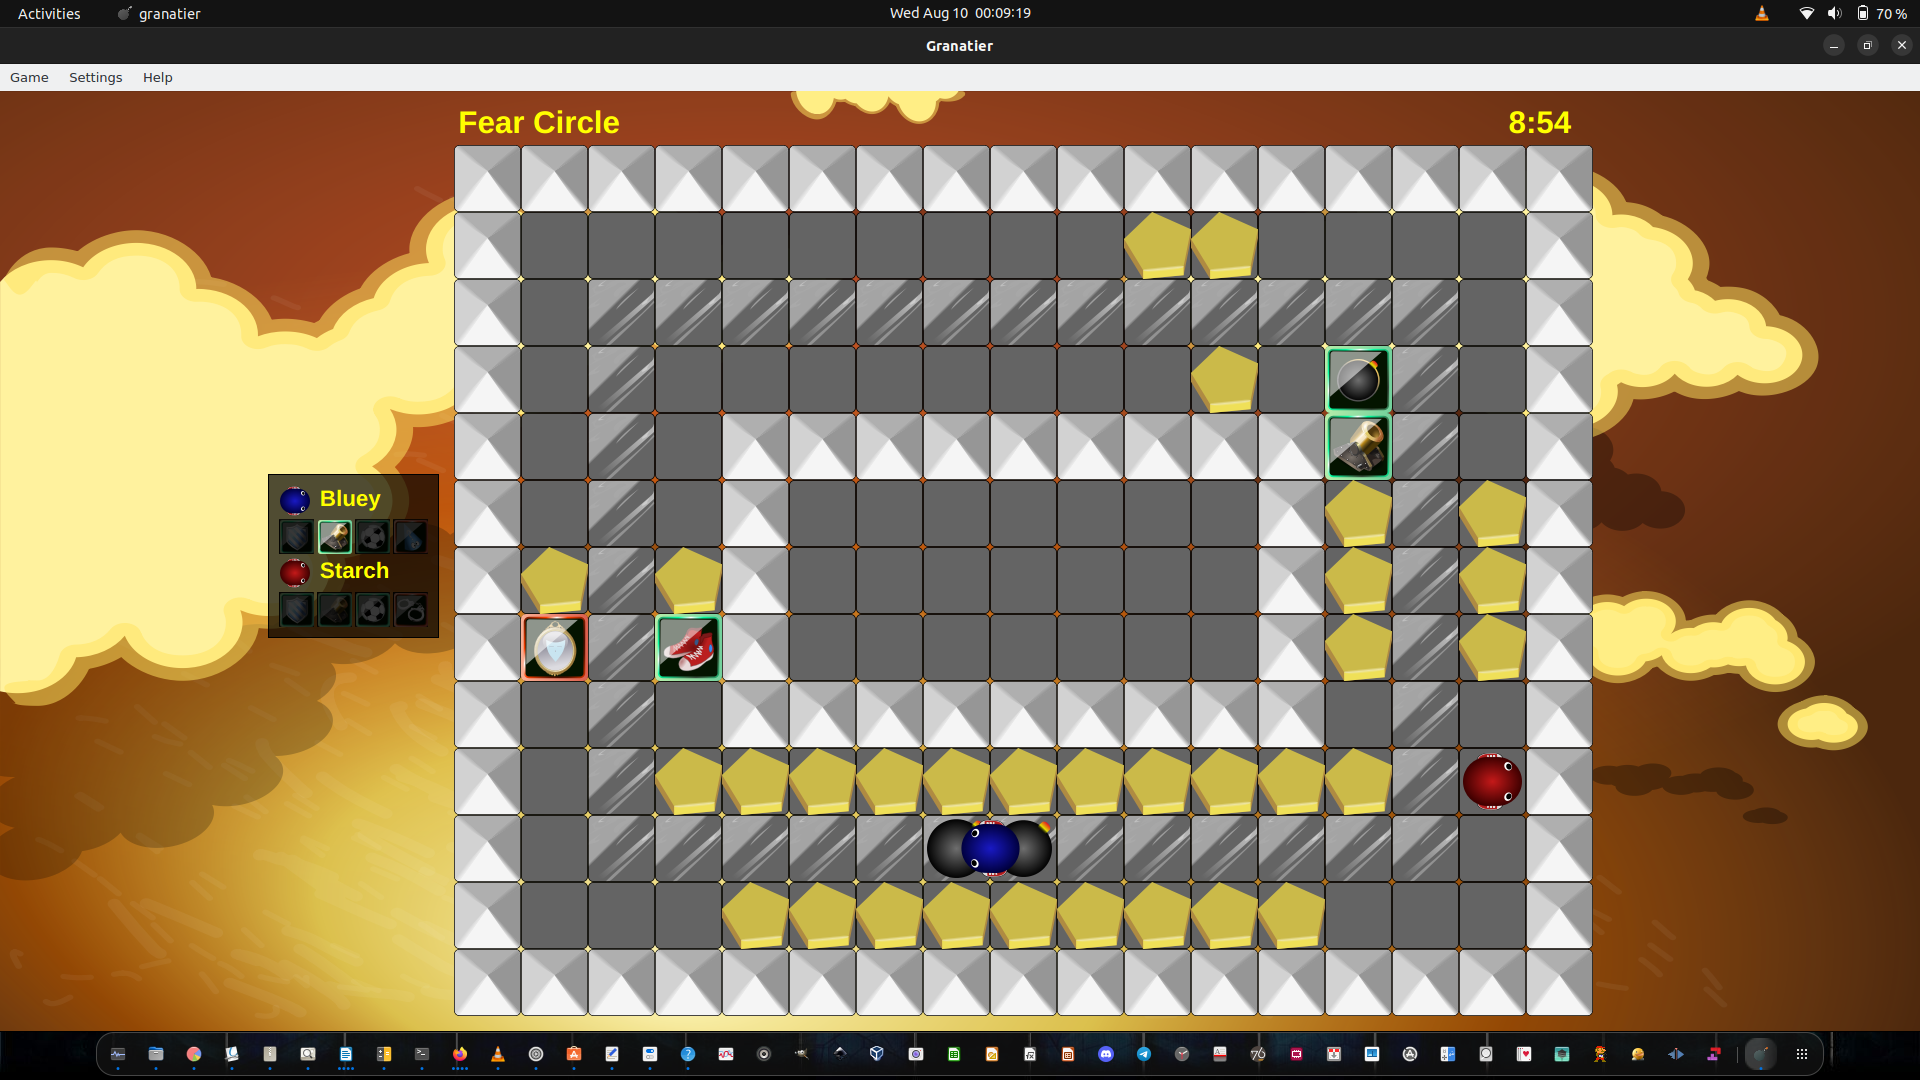 Activities
granatier
Wed Aug 10 00:09:19
70 %
Granatier
Game Settings Help
Fear Circle
8:54
Bluey
Starch
76